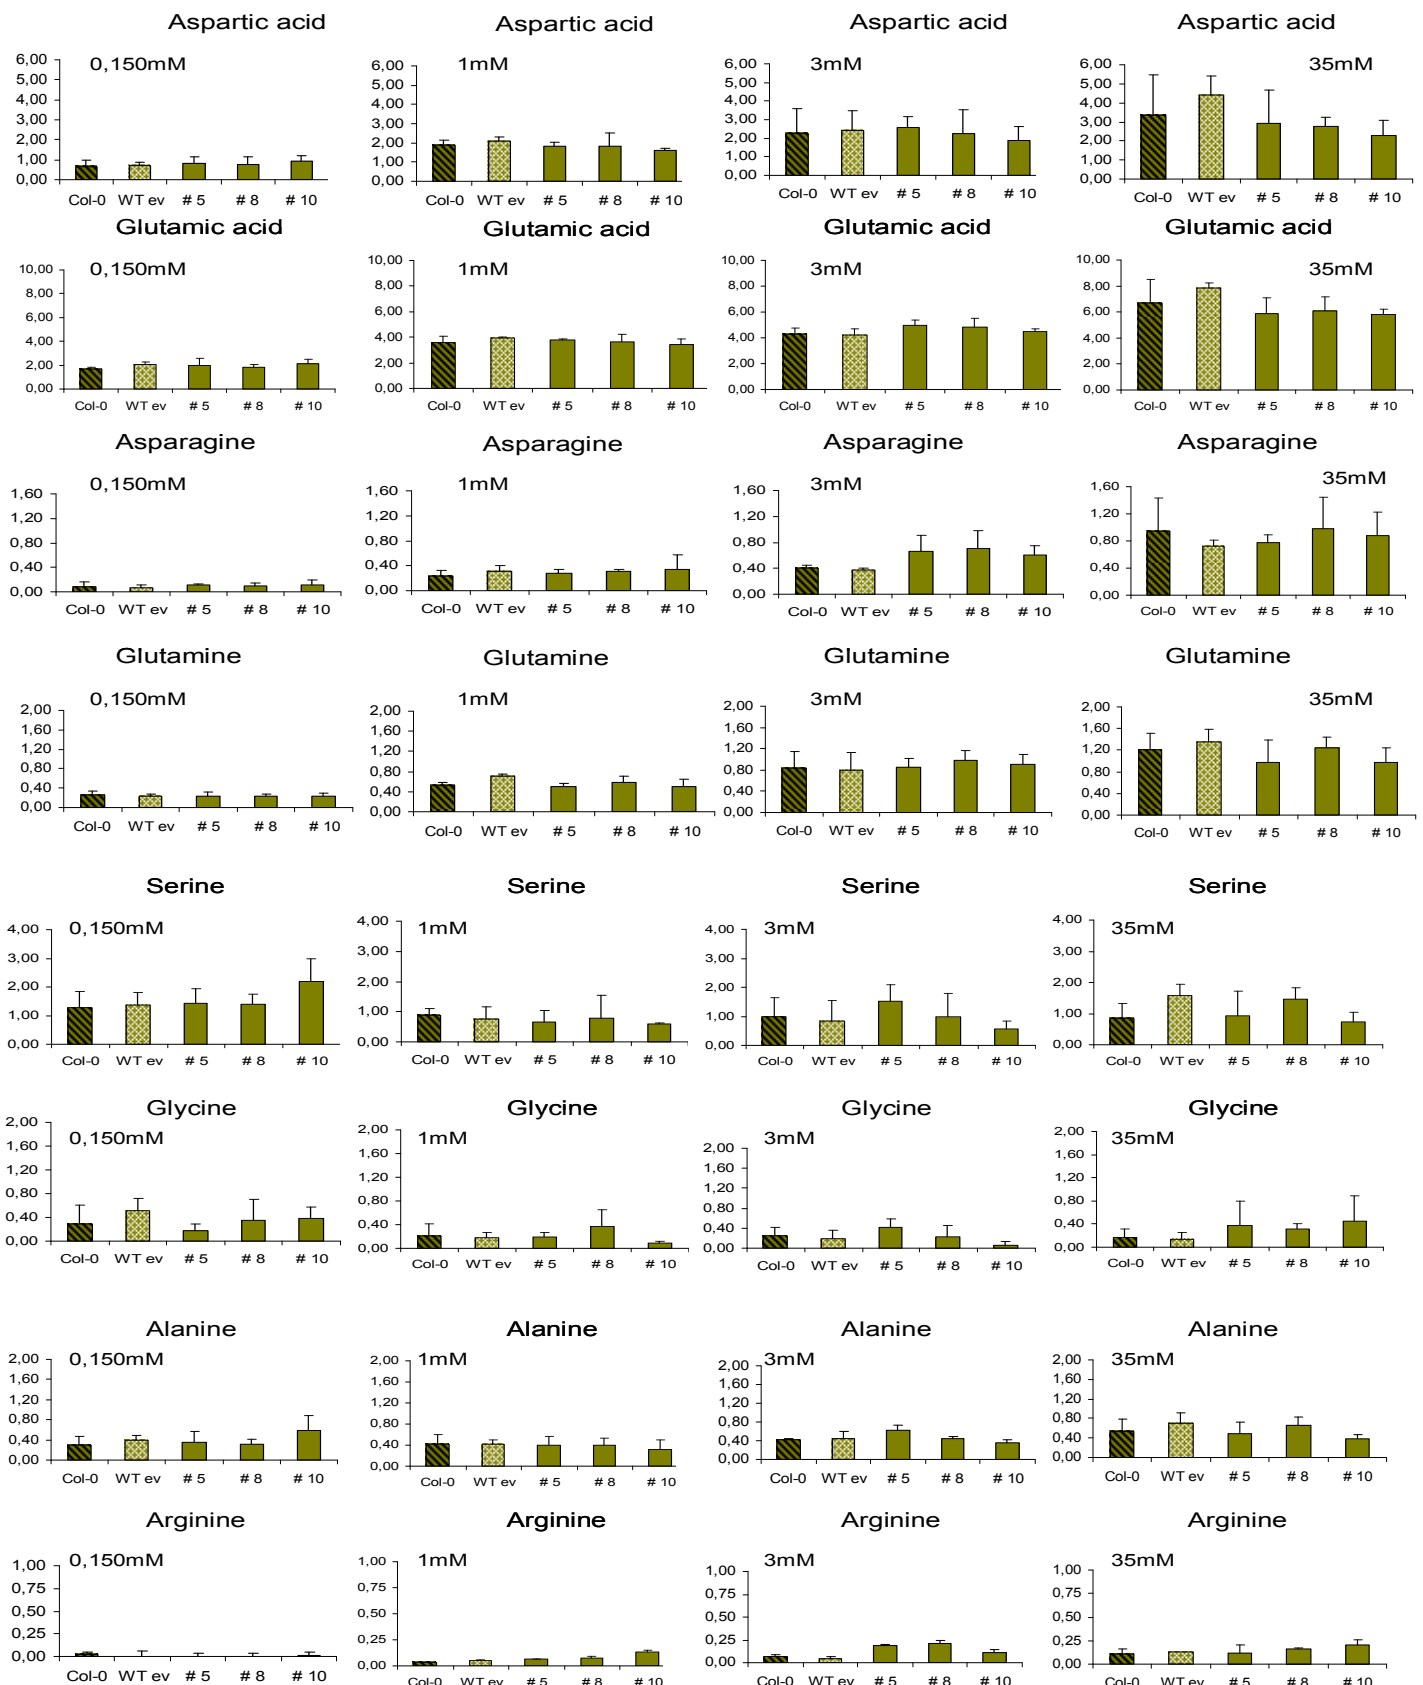 Aspartic acid Aspartic acid Aspartic acid Aspartic acid
0,150mM 1mM 3mM 35mM
6,00 6,00 6,00 6,00
5,00 5,00 5,00 5,00
4,00 4,00 4,00 4,00
3,00 3,00 3,00 3,00
2,00 2,00 2,00 2,00
1,00 1,00 1,00 1,00
0,00 0,00 0,00 0,00
Col-0 WT ev # 5 # 8 # 10 Col-0 WT ev # 5 # 8 # 10 Col-0 WT ev # 5 # 8 # 10 Col-0 WT ev # 5 # 8 # 10
Glutamic acid Glutamic acid Glutamic acid Glutamic acid
0,150mM 1mM 3mM 35mM
10,00 10,00 10,00 10,00
8,00 8,00 8,00 8,00
6,00 6,00 6,00 6,00
4,00 4,00 4,00 4,00
2,00 2,00 2,00 2,00
0,00 0,00 0,00 0,00
Col-0 WT ev # 5 # 8 # 10 Col-0 WT ev # 5 # 8 # 10 Col-0 WT ev # 5 # 8 # 10 Col-0 WT ev # 5 # 8 # 10
Asparagine Asparagine Asparagine Asparagine
0,150mM 1mM 3mM 35mM
1,60 1,60 1,60 1,60
1,20 1,20 1,20 1,20
0,80 0,80 0,80 0,80
0,40 0,40 0,40 0,40
0,00 0,00 0,00 0,00
Col-0 WT ev # 5 # 8 # 10 Col-0 WT ev # 5 # 8 # 10 Col-0 WT ev # 5 # 8 # 10 Col-0 WT ev # 5 # 8 # 10
Glutamine Glutamine Glutamine Glutamine
0,150mM 1mM 3mM 35mM
2,00 2,00 2,00 2,00
1,60 1,60 1,60 1,60
1,20 1,20 1,20 1,20
0,80 0,80 0,80 0,80
0,40 0,40 0,40 0,40
0,00 0,00 0,00 0,00
Col-0 WT ev # 5 # 8 # 10 Col-0 WT ev # 5 # 8 # 10 Col-0 WT ev # 5 # 8 # 10 Col-0 WT ev # 5 # 8 # 10
Serine Serine Serine Serine
0,150mM 1mM 3mM 35mM
4,00 4,00 4,00 4,00
3,00 3,00 3,00 3,00
2,00 2,00 2,00 2,00
1,00 1,00 1,00 1,00
0,00 0,00 0,00 0,00
Col-0 WT ev # 5 # 8 # 10 Col-0 WT ev # 5 # 8 # 10 Col-0 WT ev # 5 # 8 # 10 Col-0 WT ev # 5 # 8 # 10
Glycine Glycine Glycine Glycine
0,150mM 1mM 3mM 35mM
2,00 2,00 2,00 2,00
1,60 1,60 1,60 1,60
1,20 1,20 1,20 1,20
0,80 0,80 0,80 0,80
0,40 0,40 0,40 0,40
0,00 0,00 0,00 0,00
Col-0 WT ev # 5 # 8 # 10 Col-0 WT ev # 5 # 8 # 10 Col-0 WT ev # 5 # 8 # 10 Col-0 WT ev # 5 # 8 # 10
Alanine Alanine Alanine Alanine
0,150mM 1mM 3mM 35mM
2,00 2,00 2,00 2,00
1,60 1,60 1,60 1,60
1,20 1,20 1,20 1,20
0,80 0,80 0,80 0,80
0,40 0,40 0,40 0,40
0,00 0,00 0,00 0,00
Col-0 WT ev # 5 # 8 # 10 Col-0 WT ev # 5 # 8 # 10 Col-0 WT ev # 5 # 8 # 10 Col-0 WT ev # 5 # 8 # 10
Arginine Arginine Arginine Arginine
0,150mM 1mM 3mM 35mM
1,00 1,00 1,00 1,00
0,75 0,75 0,75 0,75
0,50 0,50 0,50 0,50
0,25 0,25 0,25 0,25
0,00 0,00 0,00 0,00
Col-0 WT ev # 5 # 8 # 10 Col-0 WT ev # 5 # 8 # 10 Col-0 WT ev # 5 # 8 # 10 Col-0 WT ev # 5 # 8 # 10